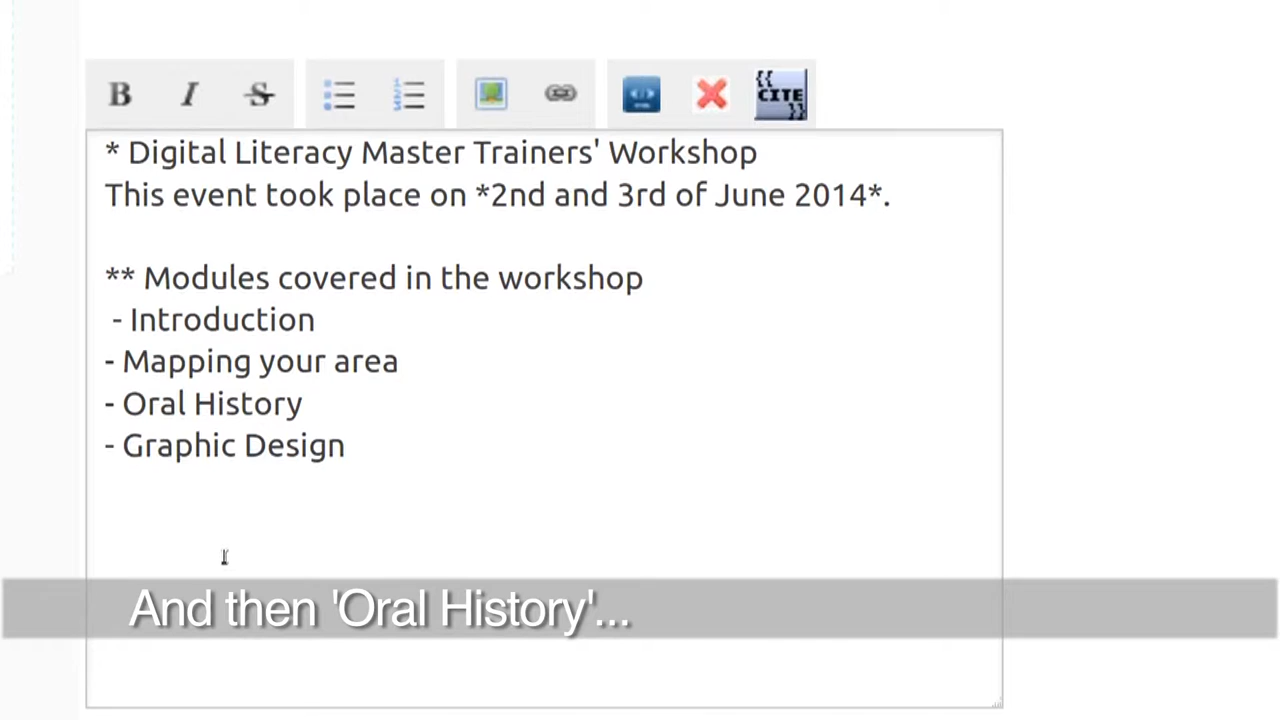 B I S
{{
CITE
}}
* Digital Literacy Master Trainers' Workshop
This event took place on *2nd and 3rd of June 2014*.
** Modules covered in the workshop
- Introduction
- Mapping your area
- Oral History
- Graphic Design
And then 'Oral History'...